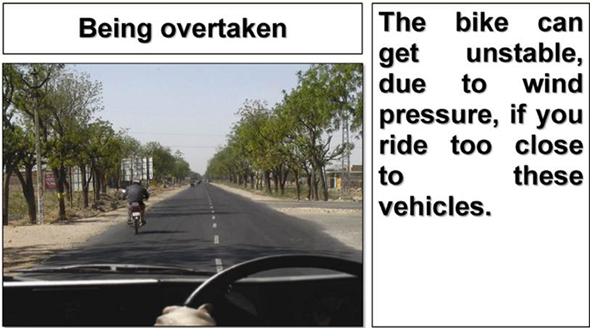 Being overtaken
The bike can
get unstable,
due to wind
pressure, if you
ride too close
to these
vehicles.